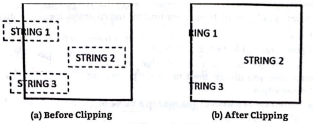 STRING 1
STRING 2
STRING 3
(a) Before Clipping
RING 1
STRING 2
TRING 3
(b) After Clipping